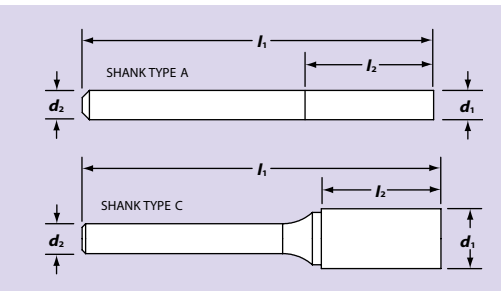 l₁
SHANK TYPE A
l₂
d₂
d₁
l₁
SHANK TYPE C
l₂
d₂
d₁